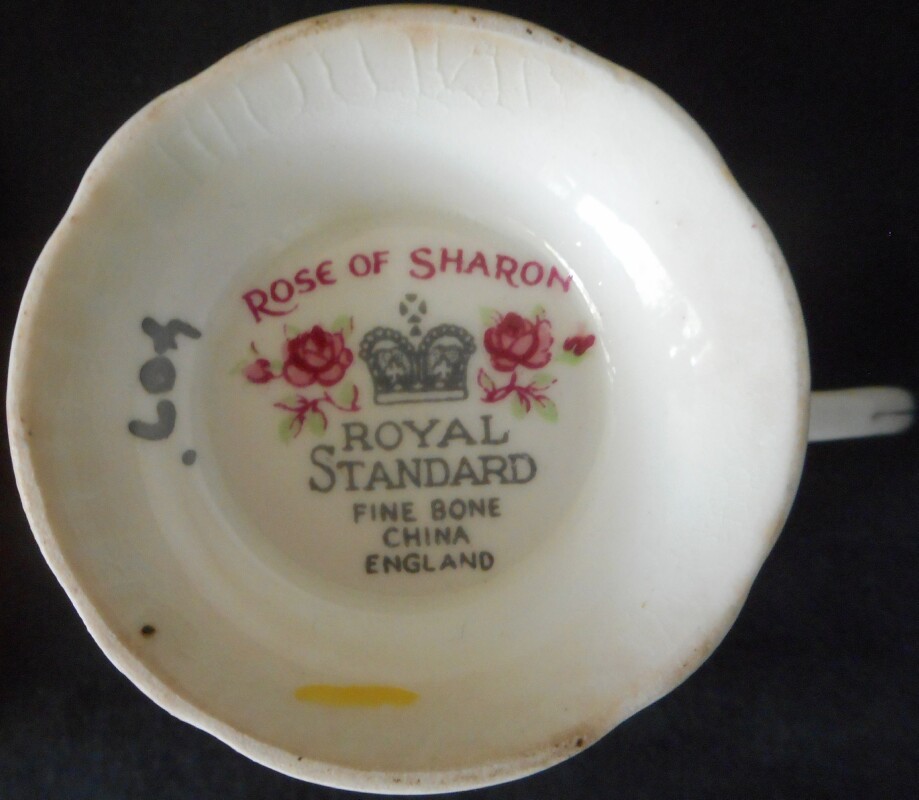 ROSE OF SHARON
ROYAL
STANDARD
FINE BONE
CHINA
ENGLAND